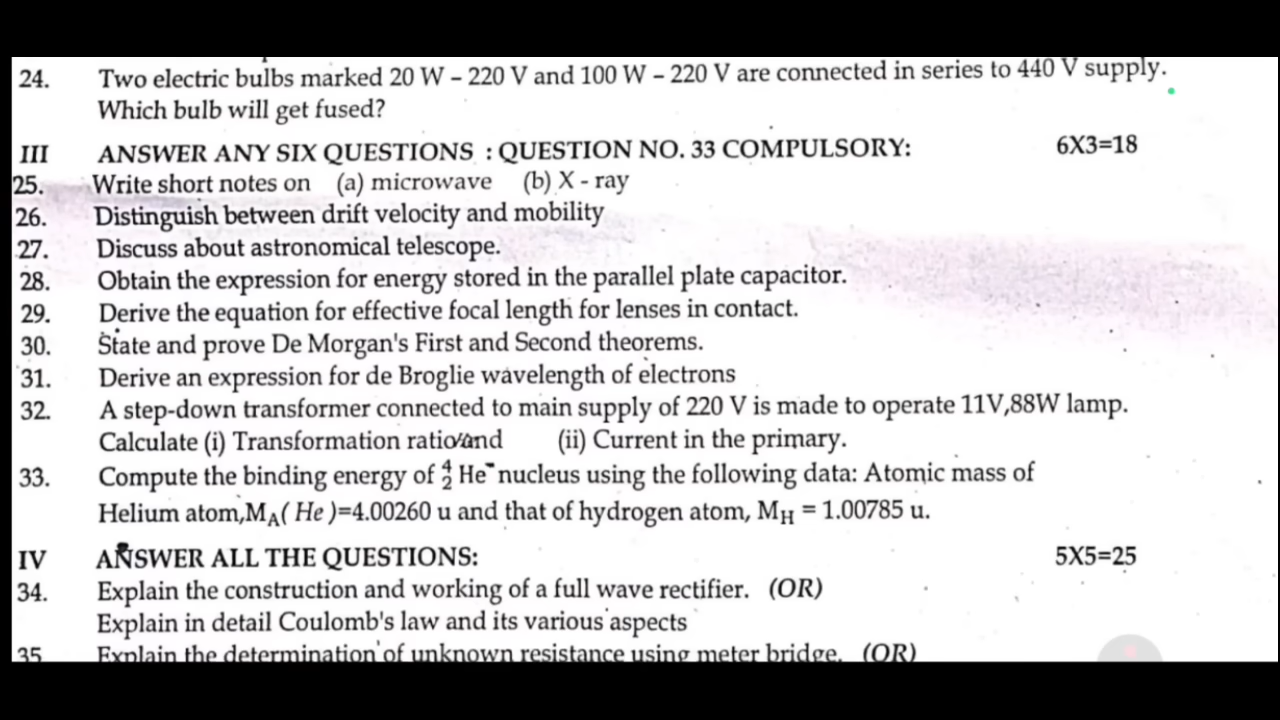 24. Two electric bulbs marked 20 W – 220 V and 100 W – 220 V are connected in series to 440 V supply.
Which bulb will get fused?
III ANSWER ANY SIX QUESTIONS : QUESTION NO. 33 COMPULSORY: 6X3=18
25. Write short notes on (a) microwave (b) X - ray
26. Distinguish between drift velocity and mobility
27. Discuss about astronomical telescope.
28. Obtain the expression for energy stored in the parallel plate capacitor.
29. Derive the equation for effective focal length for lenses in contact.
30. State and prove De Morgan's First and Second theorems.
31. Derive an expression for de Broglie wavelength of electrons
32. A step-down transformer connected to main supply of 220 V is made to operate 11V,88W lamp.
Calculate (i) Transformation ratio and (ii) Current in the primary.
33. Compute the binding energy of ⁴₂ He nucleus using the following data: Atomic mass of
Helium atom,M_A( He )=4.00260 u and that of hydrogen atom, M_H = 1.00785 u.
IV ANSWER ALL THE QUESTIONS: 5X5=25
34. Explain the construction and working of a full wave rectifier. (OR)
Explain in detail Coulomb's law and its various aspects
35 Explain the determination of unknown resistance using meter bridge. (OR)